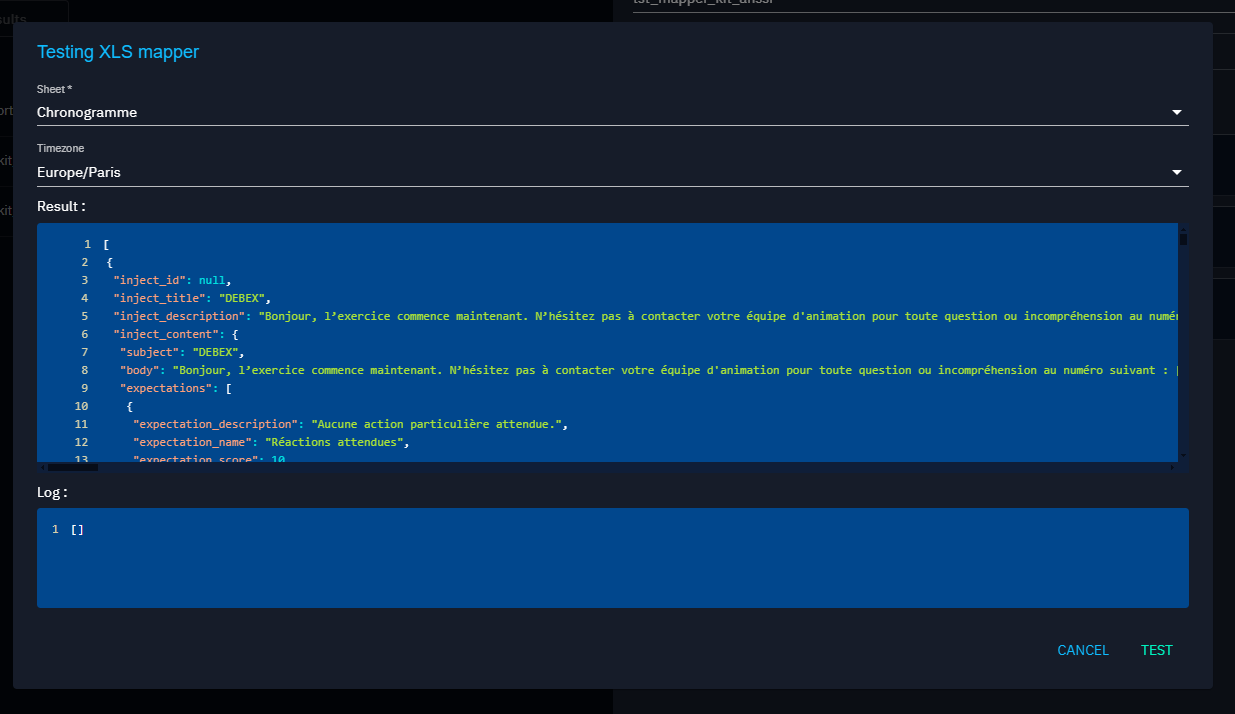 Testing XLS mapper
Sheet *
Chronogramme
Timezone
Europe/Paris
Result :
1 [
2 {
3 "inject_id": null,
4 "inject_title": "DEBEX",
5 "inject_description": "Bonjour, l’exercice commence maintenant. N’hésitez pas à contacter votre équipe d'animation pour toute question ou incompréhension au numér
6 "inject_content": {
7 "subject": "DEBEX",
8 "body": "Bonjour, l’exercice commence maintenant. N’hésitez pas à contacter votre équipe d'animation pour toute question ou incompréhension au numéro suivant : [
9 "expectations": [
10 {
11 "expectation_description": "Aucune action particulière attendue.",
12 "expectation_name": "Réactions attendues",
13 "expectation_score": 10
Log :
1 []
CANCEL TEST